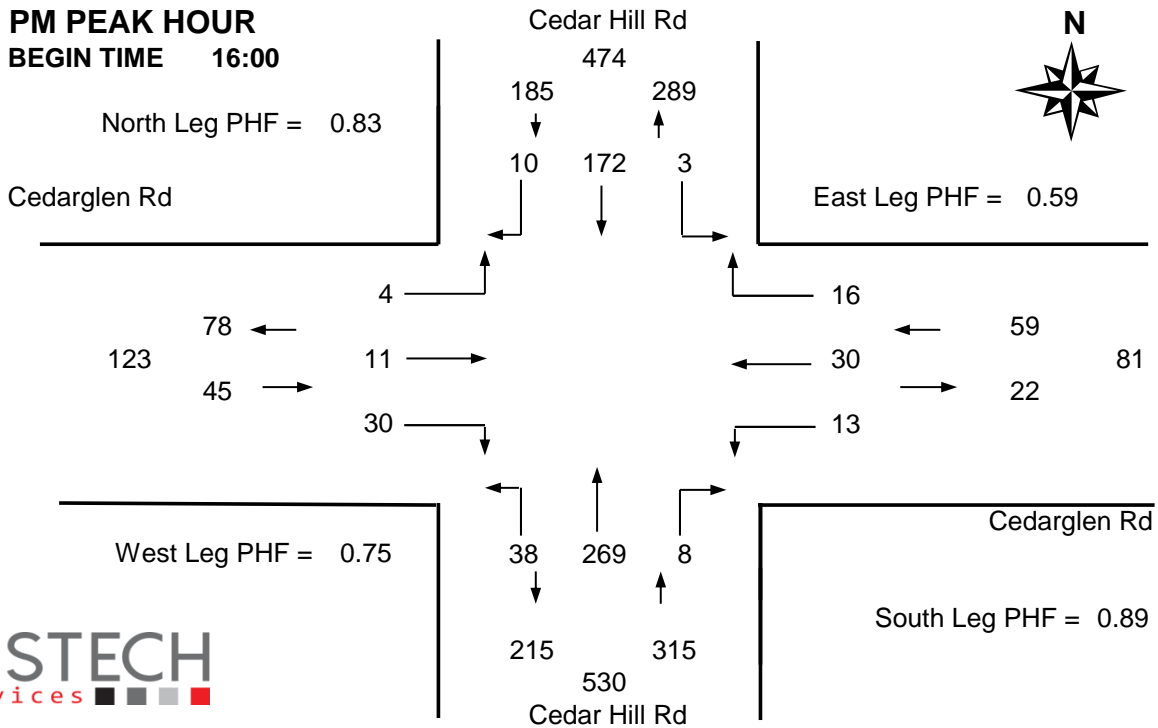 PM PEAK HOUR
BEGIN TIME 16:00
Cedar Hill Rd
474
N
185 289
North Leg PHF = 0.83
10 172 3
Cedarglen Rd
East Leg PHF = 0.59
4 16
78 59
123 11 30 81
45 22
30 13
Cedarglen Rd
West Leg PHF = 0.75
38 269 8
South Leg PHF = 0.89
215 315
530
Cedar Hill Rd
STECH
vices